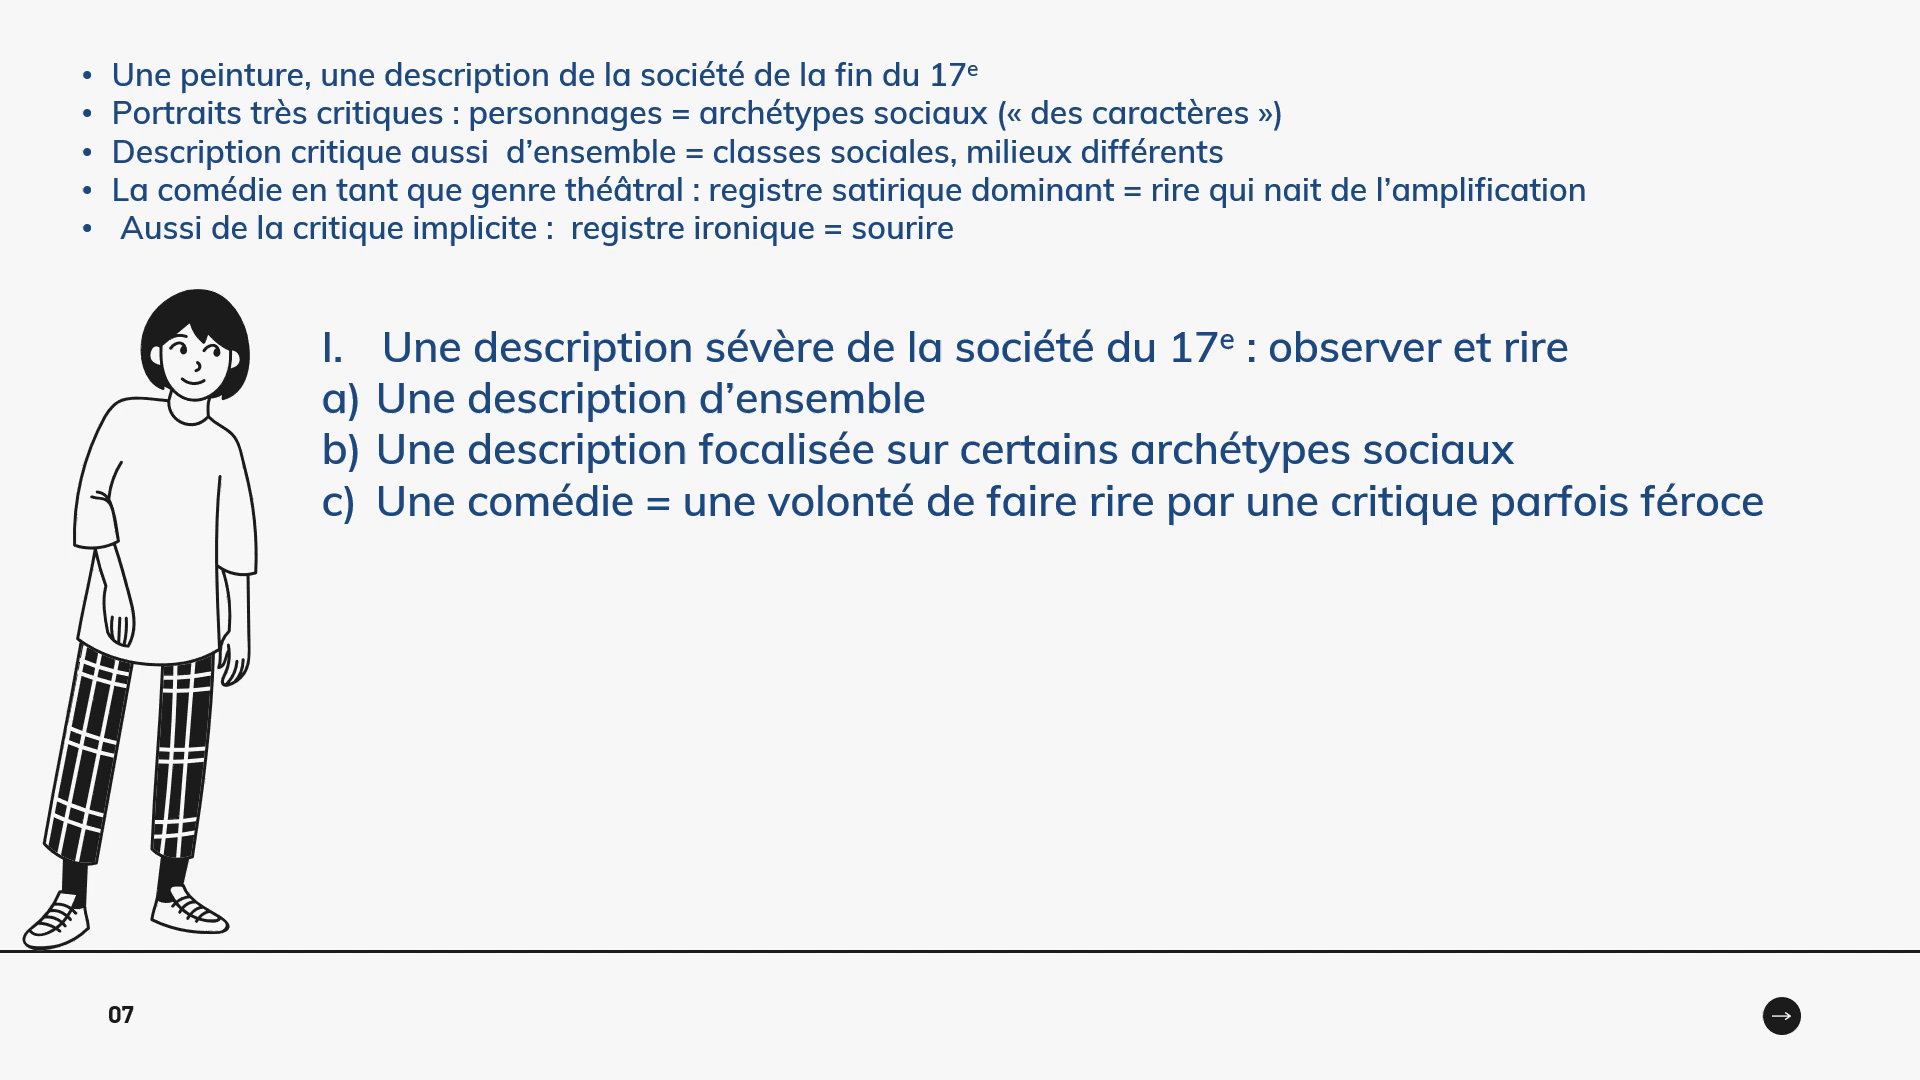 • Une peinture, une description de la société de la fin du 17ᵉ
• Portraits très critiques : personnages = archétypes sociaux (« des caractères »)
• Description critique aussi  d’ensemble = classes sociales, milieux différents
• La comédie en tant que genre théâtral : registre satirique dominant = rire qui nait de l’amplification
• Aussi de la critique implicite :  registre ironique = sourire
I. Une description sévère de la société du 17ᵉ : observer et rire
a) Une description d’ensemble
b) Une description focalisée sur certains archétypes sociaux
c) Une comédie = une volonté de faire rire par une critique parfois féroce
07